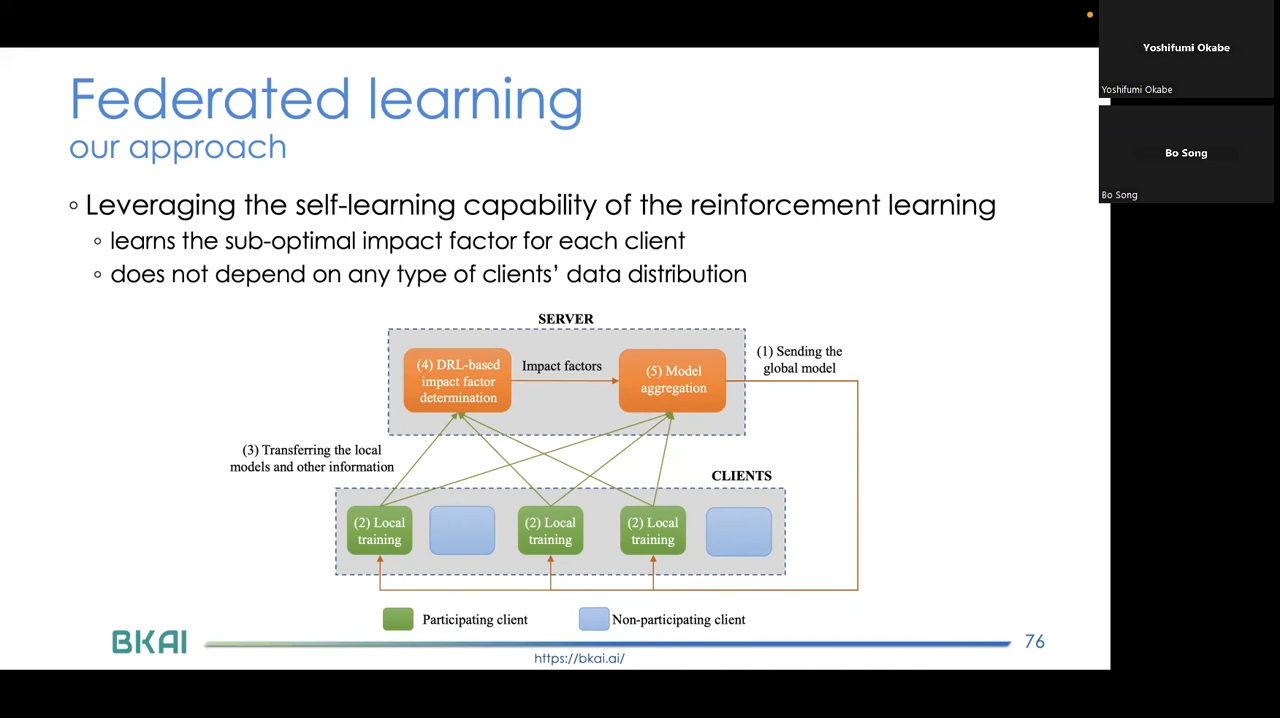 Federated learning
our approach
Leveraging the self-learning capability of the reinforcement learning
learns the sub-optimal impact factor for each client
does not depend on any type of clients’ data distribution
SERVER
(4) DRL-based
impact factor
determination
Impact factors
(5) Model
aggregation
(1) Sending the
global model
(3) Transferring the local
models and other information
CLIENTS
(2) Local
training
(2) Local
training
(2) Local
training
Participating client
Non-participating client
BKAI
https://bkai.ai/
76
Yoshifumi Okabe
Yoshifumi Okabe
Bo Song
Bo Song